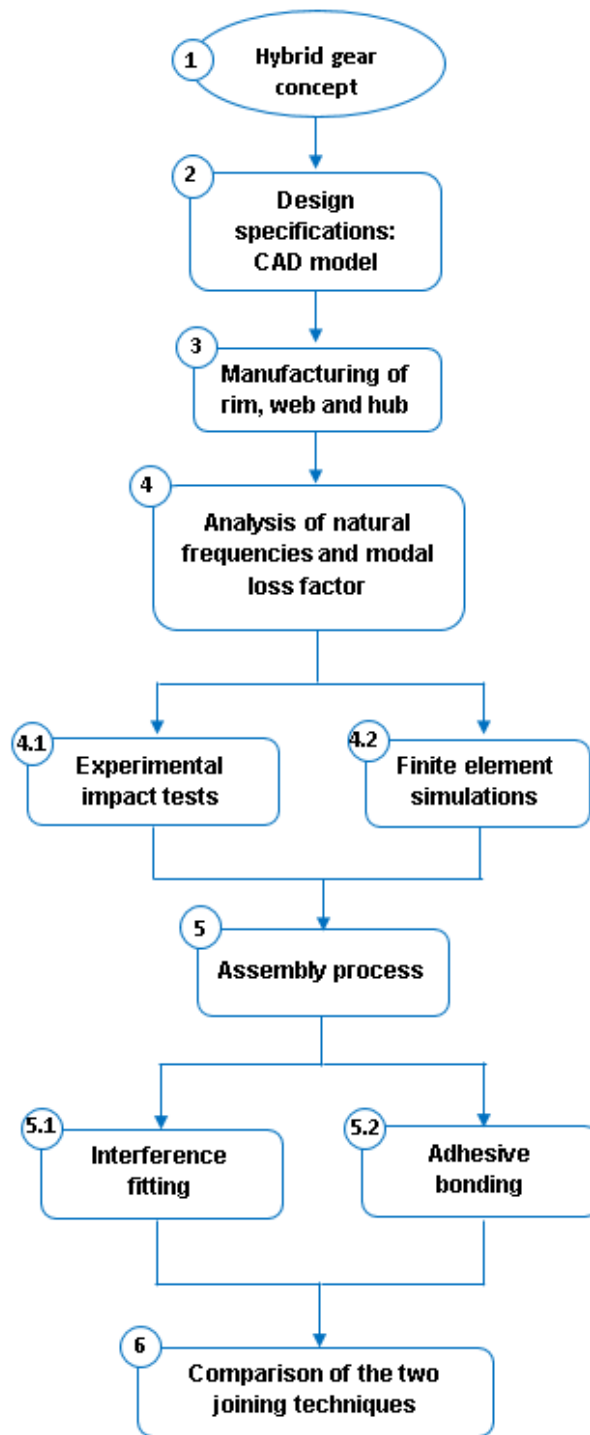 1
Hybrid gear
concept
2
Design
specifications:
CAD model
3
Manufacturing of
rim, web and hub
4
Analysis of natural
frequencies and modal
loss factor
4.1
Experimental
impact tests
4.2
Finite element
simulations
5
Assembly process
5.1
Interference
fitting
5.2
Adhesive
bonding
6
Comparison of the two
joining techniques